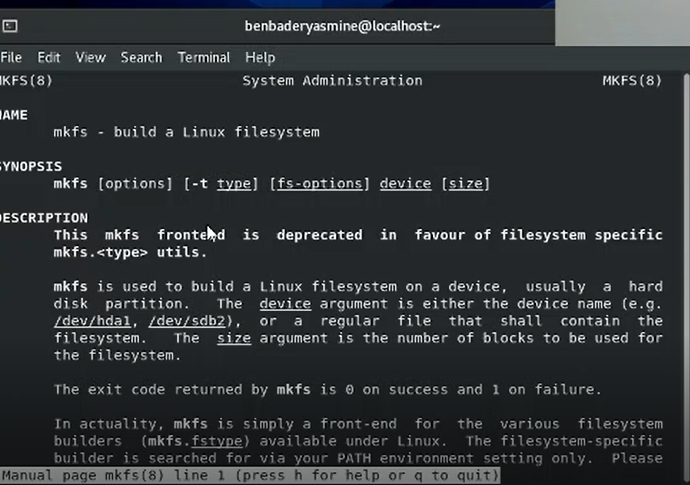 benbaderyasmine@localhost:~
File Edit View Search Terminal Help
MKFS(8) System Administration MKFS(8)
NAME
mkfs - build a Linux filesystem
SYNOPSIS
mkfs [options] [-t type] [fs-options] device [size]
DESCRIPTION
This mkfs frontend is deprecated in favour of filesystem specific
mkfs.<type> utils.
mkfs is used to build a Linux filesystem on a device, usually a hard
disk partition. The device argument is either the device name (e.g.
/dev/hda1, /dev/sdb2), or a regular file that shall contain the
filesystem. The size argument is the number of blocks to be used for
the filesystem.
The exit code returned by mkfs is 0 on success and 1 on failure.
In actuality, mkfs is simply a front-end for the various filesystem
builders (mkfs.fstype) available under Linux. The filesystem-specific
builder is searched for via your PATH environment setting only. Please
Manual page mkfs(8) line 1 (press h for help or q to quit)